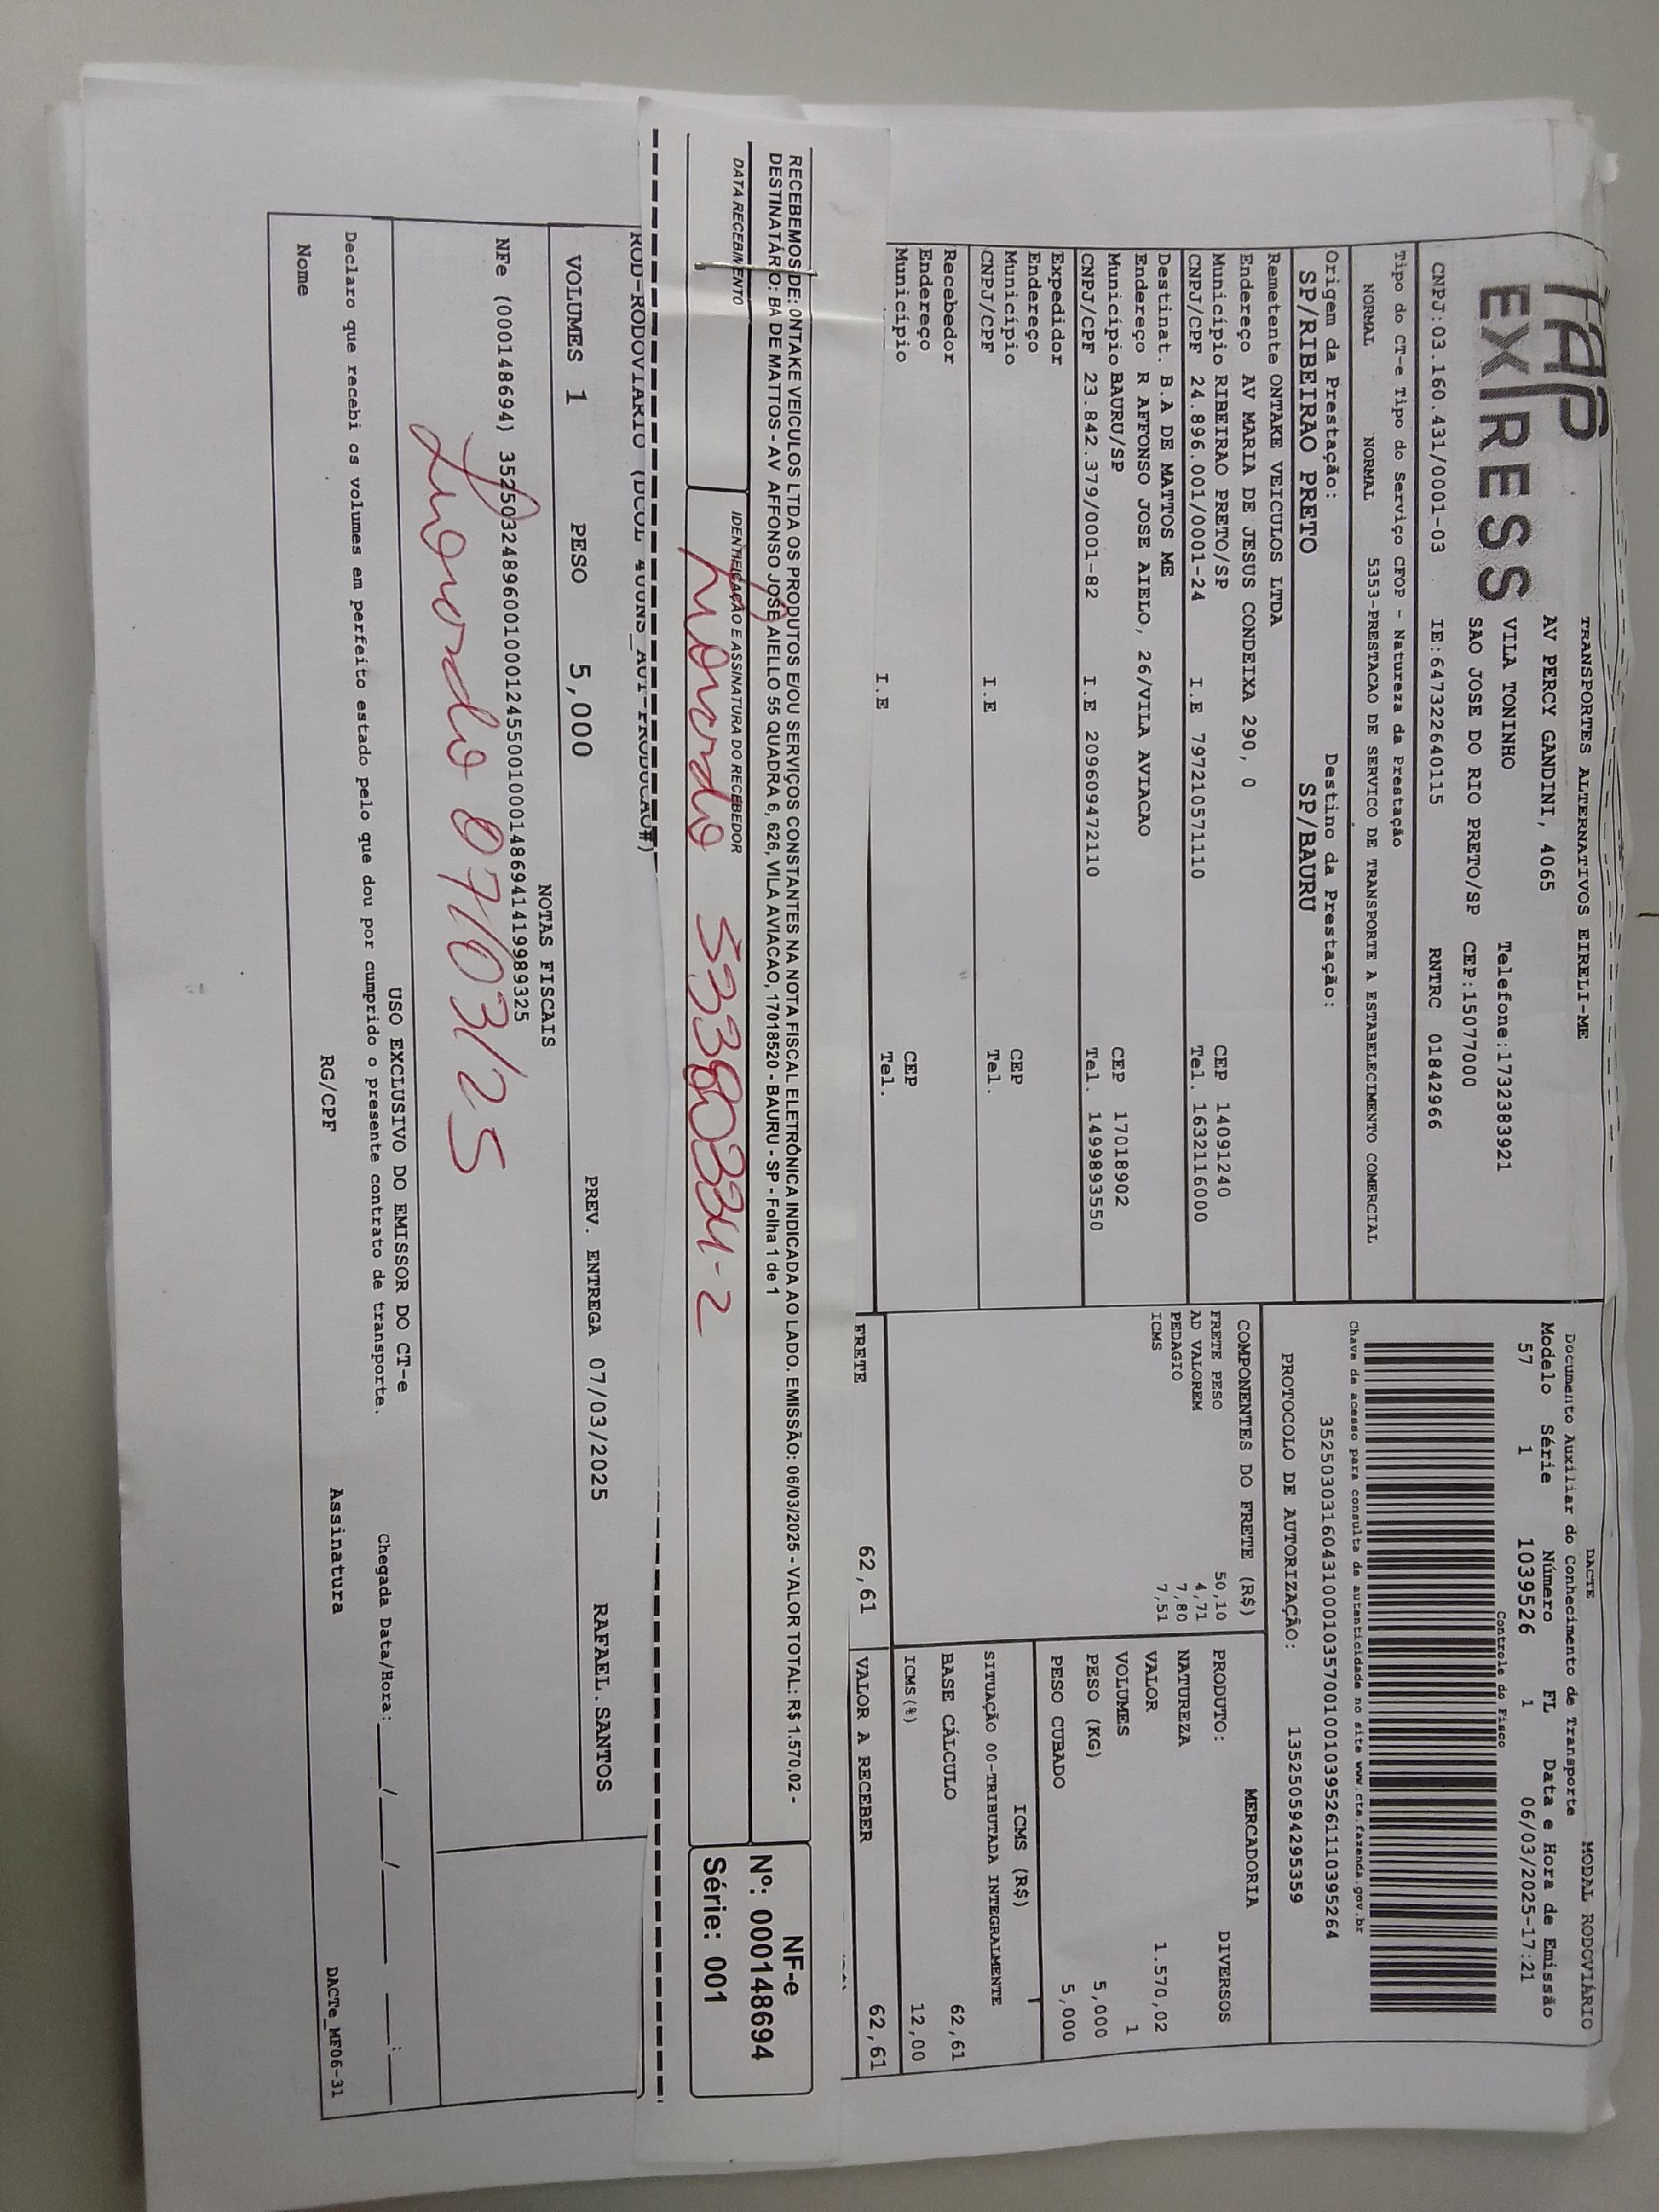 TAP
EXPRESS
TRANSPORTES ALTERNATIVOS EIRELI-ME
AV PERCY GANDINI, 4065
VILA TONINHO Telefone:1732383921
SAO JOSE DO RIO PRETO/SP CEP:15077000
CNPJ:03.160.431/0001-03 IE:647322640115 RNTRC 01842966
Tipo do CT-e Tipo do Serviço CFOP - Natureza da Prestação
NORMAL NORMAL 5353-PRESTACAO DE SERVICO DE TRANSPORTE A ESTABELECIMENTO COMERCIAL
Origem da Prestação: Destino da Prestação:
SP/RIBEIRAO PRETO SP/BAURU
DACTE MODAL RODOVIÁRIO
Documento Auxiliar do Conhecimento de Transporte
Modelo Série Número FL Data e Hora de Emissão
57 1 1039526 1 06/03/2025-17:21
Controle do Fisco
Chave de acesso para consulta de autenticidade no site www.cte.fazenda.gov.br
35250303160431000103570010010395261110395264
PROTOCOLO DE AUTORIZAÇÃO: 135250594295359
Remetente ONTAKE VEICULOS LTDA
Endereço AV MARIA DE JESUS CONDEIXA 290, 0
Município RIBEIRAO PRETO/SP CEP 14091240
CNPJ/CPF 24.896.001/0001-24 I.E 797210571110 Tel. 1632116000
Destinat. B.A DE MATTOS ME
Endereço R AFFONSO JOSE AIELO, 26/VILA AVIACAO
Município BAURU/SP CEP 17018902
CNPJ/CPF 23.842.379/0001-82 I.E 209609472110 Tel. 14998893550
Expedidor
Endereço
Município CEP
CNPJ/CPF I.E Tel.
Recebedor
Endereço
Município CEP
I.E Tel.
COMPONENTES DO FRETE (R$)
FRETE PESO 50,10
AD VALOREM 4,71
PEDAGIO 7,80
ICMS 7,51
FRETE 62,61
MERCADORIA
PRODUTO: DIVERSOS
NATUREZA
VALOR 1.570,02
VOLUMES 1
PESO (KG) 5,000
PESO CUBADO 5,000
ICMS (R$)
SITUAÇÃO 00-TRIBUTADA INTEGRALMENTE
BASE CÁLCULO 62,61
ICMS(%) 12,00
VALOR A RECEBER 62,61
RECEBEMOS DE: ONTAKE VEICULOS LTDA OS PRODUTOS E/OU SERVIÇOS CONSTANTES NA NOTA FISCAL ELETRÔNICA INDICADA AO LADO. EMISSÃO: 06/03/2025 - VALOR TOTAL: R$ 1.570,02 -
DESTINATÁRIO: BA DE MATTOS - AV AFFONSO JOSE AIELLO 55 QUADRA 6, 626, VILA AVIACAO, 17018520 - BAURU - SP - Folha 1 de 1
DATA RECEBIMENTO IDENTIFICAÇÃO E ASSINATURA DO RECEBEDOR
NF-e
Nº: 000148694
Série: 001
ROD-RODOVIARIO
VOLUMES 1 PESO 5,000 PREV. ENTREGA 07/03/2025 RAFAEL.SANTOS
NOTAS FISCAIS
NFe (000148694) 35250324896001000124550010001486941419989325
07/03/25
USO EXCLUSIVO DO EMISSOR DO CT-e
Declaro que recebi os volumes em perfeito estado pelo que dou por cumprido o presente contrato de transporte. Chegada Data/Hora:___/___/___ ___:___
Nome RG/CPF Assinatura DACTe_MF06-31